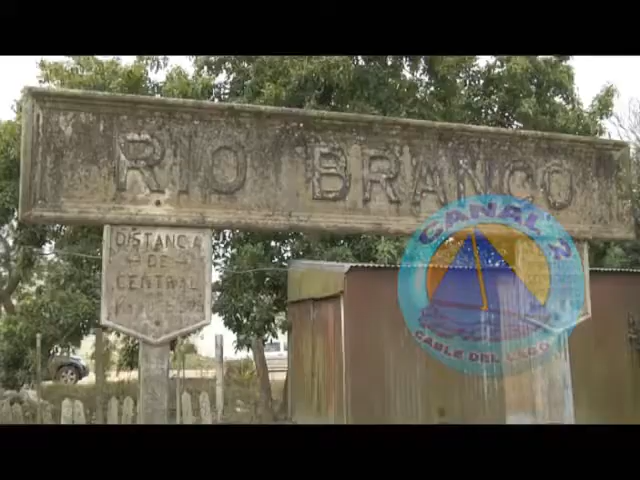 RIO BRANCO
DISTANCIA
DE
CENTRAL
CANAL 2
CABLE DEL LAGO